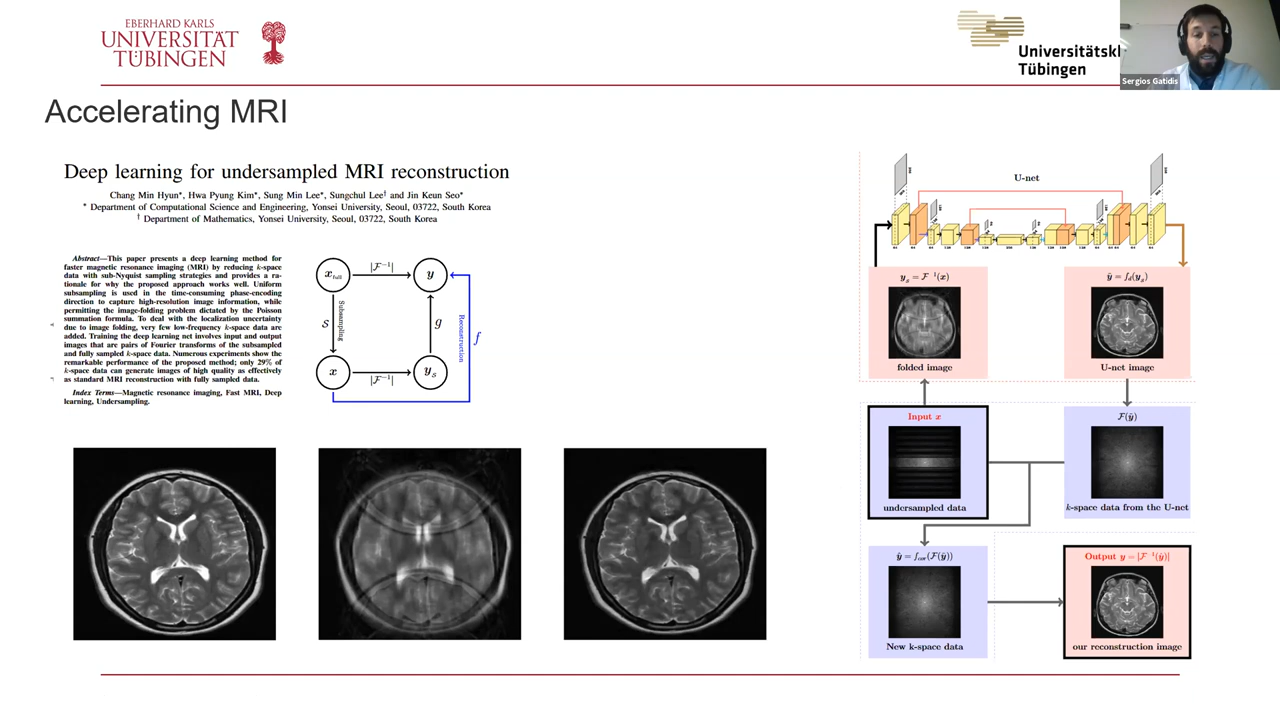 EBERHARD KARLS
UNIVERSITÄT
TÜBINGEN
Universitätskl
Tübingen
Sergios Gatidis
Accelerating MRI
Deep learning for undersampled MRI reconstruction
Chang Min Hyun*, Hwa Pyung Kim*, Sung Min Lee*, Sungchul Lee† and Jin Keun Seo*
* Department of Computational Science and Engineering, Yonsei University, Seoul, 03722, South Korea
† Department of Mathematics, Yonsei University, Seoul, 03722, South Korea
Abstract—This paper presents a deep learning method for
faster magnetic resonance imaging (MRI) by reducing k-space
data with sub-Nyquist sampling strategies and provides a ra-
tionale for why the proposed approach works well. Uniform
subsampling is used in the time-consuming phase-encoding
direction to capture high-resolution image information, while
permitting the image-folding problem dictated by the Poisson
summation formula. To deal with the localization uncertainty
due to image folding, very few low-frequency k-space data are
added. Training the deep learning net involves input and output
images that are pairs of Fourier transforms of the subsampled
and fully sampled k-space data. Numerous experiments show the
remarkable performance of the proposed method; only 29% of
k-space data can generate images of high quality as effectively
as standard MRI reconstruction with fully sampled data.
Index Terms—Magnetic resonance imaging, Fast MRI, Deep
learning, Undersampling.
x_full
|F⁻¹|
y
S
Subsampling
g
Reconstruction
f
x
|F⁻¹|
y_S
U-net
y_s = F⁻¹(x)
folded image
ŷ = f_d(y_s)
U-net image
Input x
undersampled data
F(ŷ)
k-space data from the U-net
ŷ = f_cor(F(ŷ))
New k-space data
Output y = |F⁻¹(ŷ)|
our reconstruction image